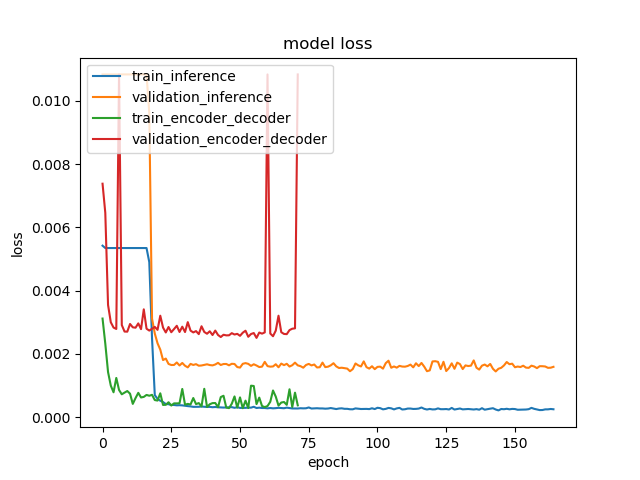 model loss
train_inference
validation_inference
train_encoder_decoder
validation_encoder_decoder
0.010
0.008
0.006
0.004
0.002
0.000
loss
0 25 50 75 100 125 150
epoch